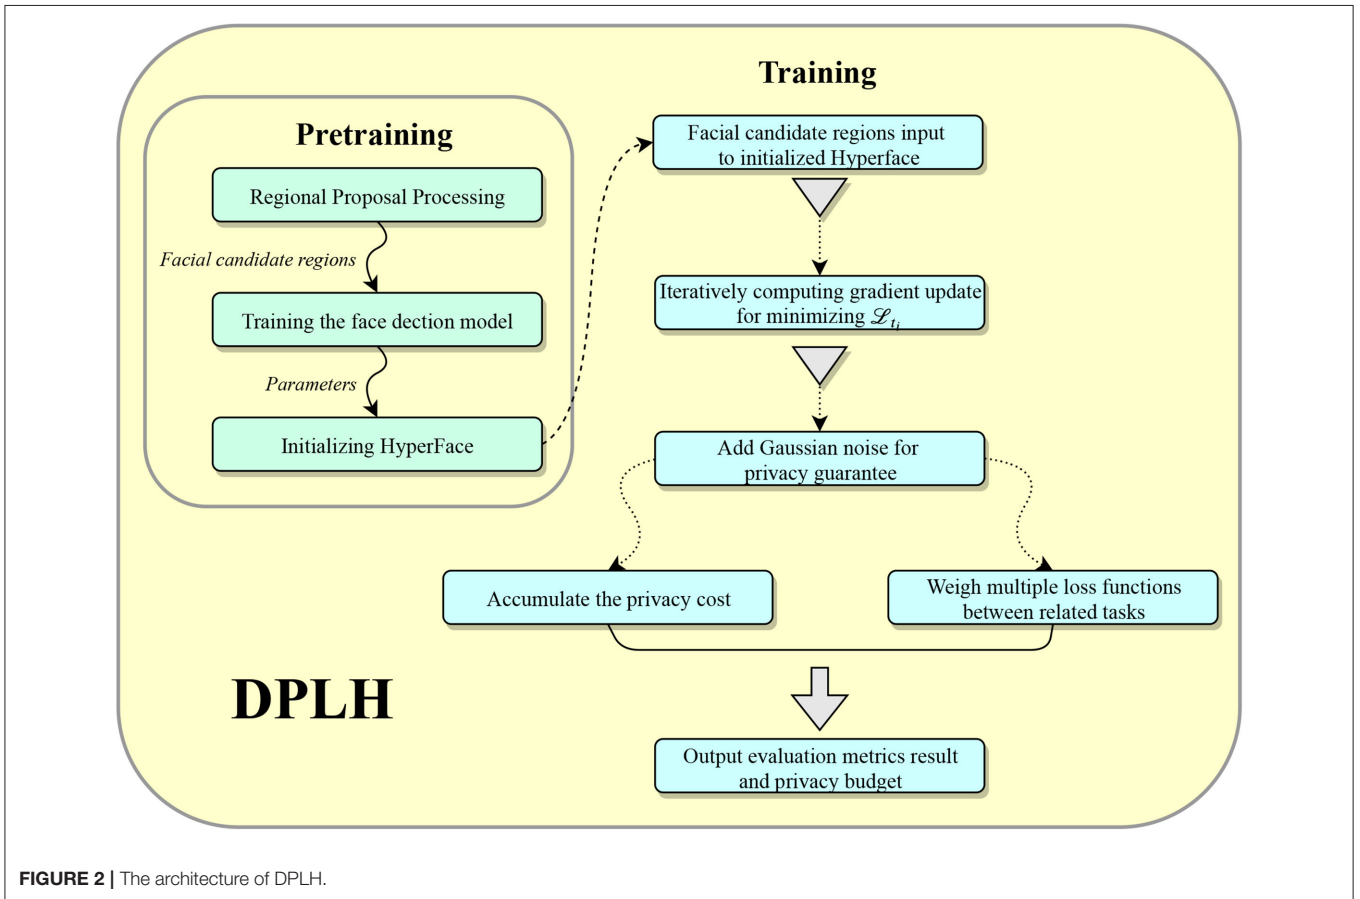 Training
Pretraining
Regional Proposal Processing
Facial candidate regions
Training the face dection model
Parameters
Initializing HyperFace
Facial candidate regions input
to initialized Hyperface
Iteratively computing gradient update
for minimizing ℒ_{t_i}
Add Gaussian noise for
privacy guarantee
Accumulate the privacy cost
Weigh multiple loss functions
between related tasks
DPLH
Output evaluation metrics result
and privacy budget
FIGURE 2 | The architecture of DPLH.